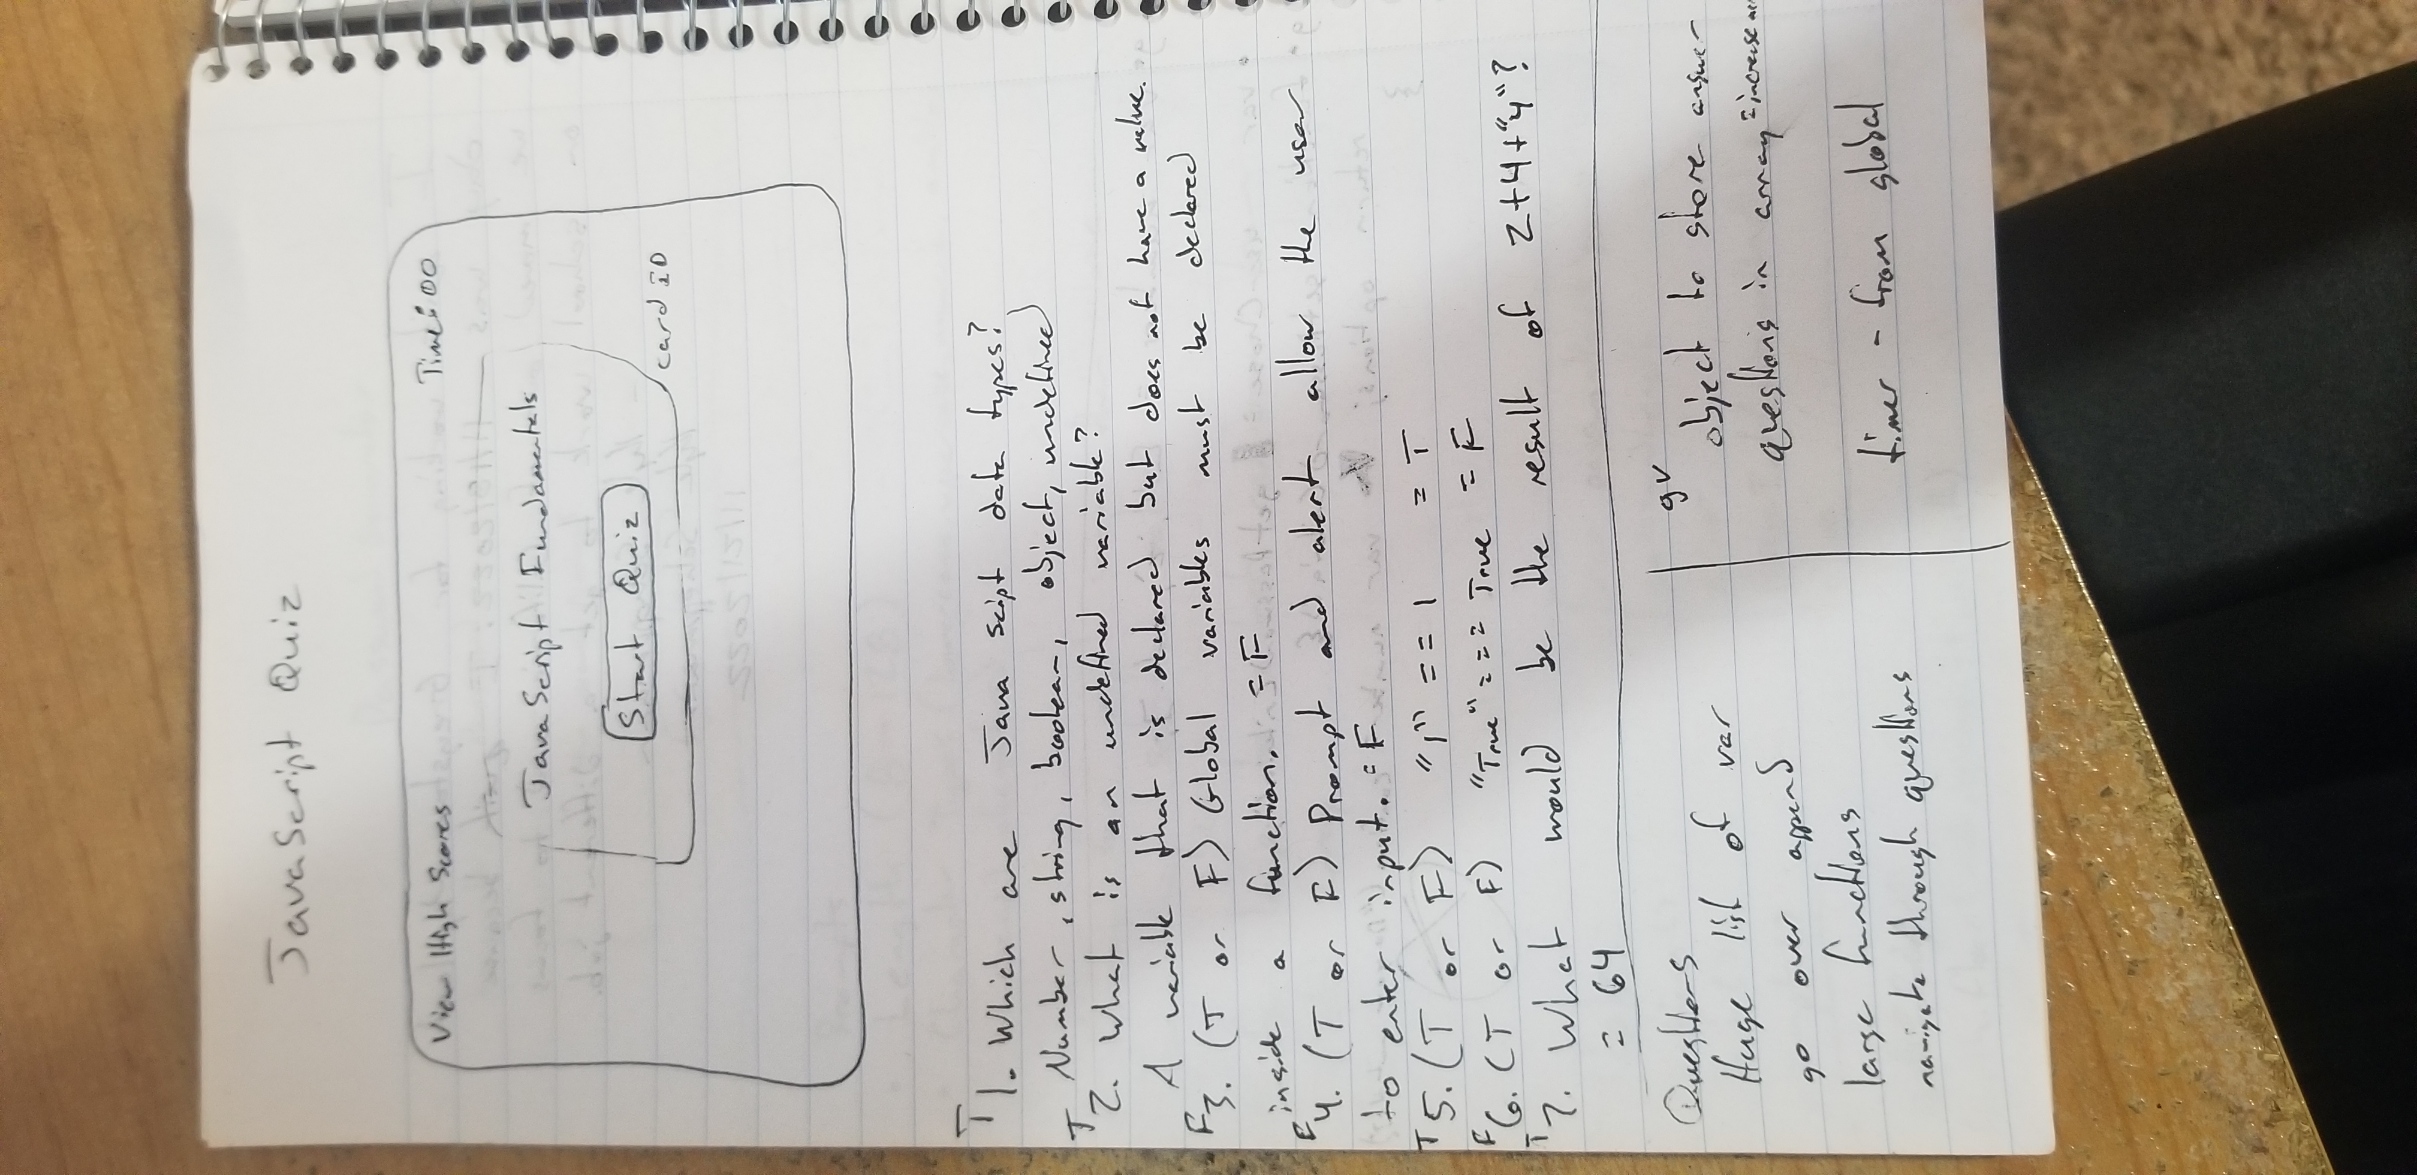 JavaScript Quiz
View High Scores
Time: 00
JavaScript Fundamentals
Start Quiz
card ID
T 1. Which are Java Scipt data types?
Number, string, boolean, object, undefined
T 2. What is an undefined variable?
A variable that is declared but does not have a value.
F 3. (T or F) Global variables must be declared
inside a function. = F
F 4. (T or F) Prompt and alert allow the user
to enter input. = F
T 5. (T or F) "1" == 1 = T
F 6. (T or F) "True" === True = F
T 7. What would be the result of 2+4+"4"?
= 64
Questions
Huge list of var
go over append
large functions
navigate through questions
gv
object to store answer
questions in array = increase
timer - from global